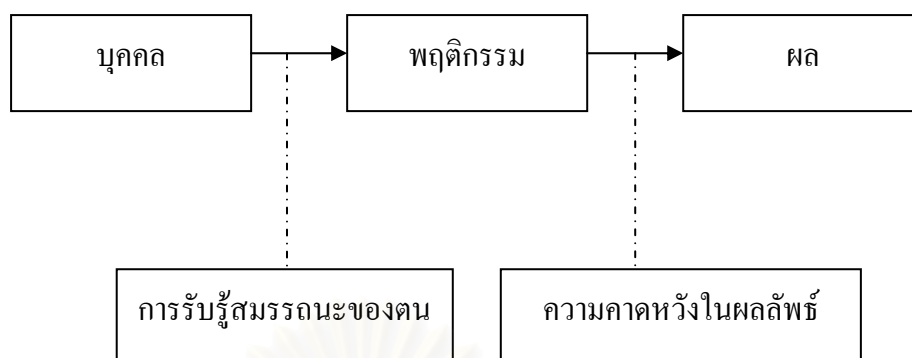 บุคคล
พฤติกรรม
ผล
การรับรู้สมรรถนะของตน
ความคาดหวังในผลลัพธ์